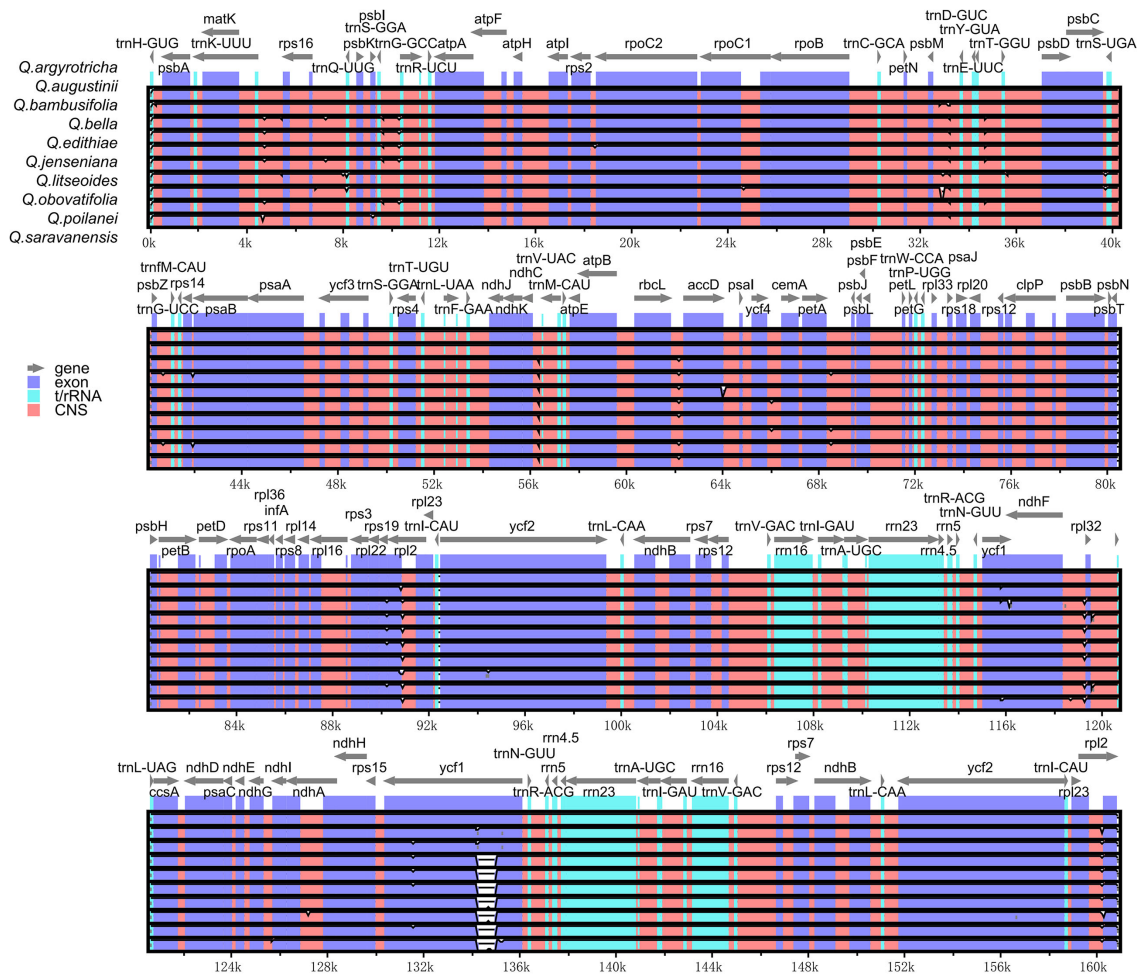 psbI trnD-GUC
matK trnS-GGA atpF trnY-GUA psbC
trnH-GUG trnK-UUU rps16 psbK trnG-GCC atpA atpH atpI rpoC2 rpoC1 rpoB trnC-GCA psbM trnT-GGU psbD trnS-UGA
psbA trnQ-UUG trnR-UCU rps2 petN trnE-UUC
Q.argyrotricha
Q.augustinii
Q.bambusifolia
Q.bella
Q.edithiae
Q.jenseniana
Q.litseoides
Q.obovatifolia
Q.poilanei
Q.saravanensis
0k 4k 8k 12k 16k 20k 24k 28k 32k 36k 40k
psbE
trnV-UAC atpB psbF trnW-CCA psaJ
trnfM-CAU trnT-UGU ndhC trnP-UGG
psbZ rps14 psaA ycf3 trnS-GGA trnL-UAA ndhJ trnM-CAU rbcL accD psaI cemA psbJ petL rpl33 rpl20 clpP psbB psbN
trnG-UCC psaB rps4 trnF-GAA ndhK atpE ycf4 petA psbL petG rps18 rps12 psbT
gene
exon
t/rRNA
CNS
44k 48k 52k 56k 60k 64k 68k 72k 76k 80k
rpl36 rpl23 trnR-ACG
infA rps3 trnN-GUU ndhF
psbH petD rps11 rpl14 rps19 trnI-CAU ycf2 trnL-CAA rps7 trnV-GAC trnI-GAU rrn23 rrn5 rpl32
petB rpoA rps8 rpl16 rpl22 rpl2 ndhB rps12 rrn16 trnA-UGC rrn4.5 ycf1
84k 88k 92k 96k 100k 104k 108k 112k 116k 120k
rrn4.5
ndhH trnN-GUU rps7 rpl2
trnL-UAG ndhD ndhE ndhI rps15 ycf1 rrn5 trnA-UGC rrn16 rps12 ndhB ycf2 trnI-CAU
ccsA psaC ndhG ndhA trnR-ACG rrn23 trnI-GAU trnV-GAC trnL-CAA rpl23
124k 128k 132k 136k 140k 144k 148k 152k 156k 160k